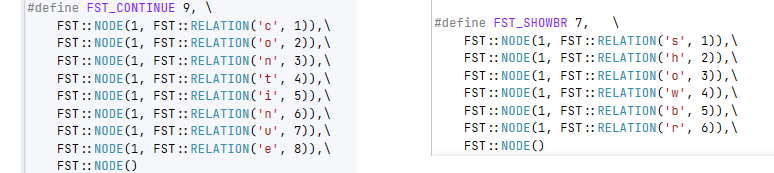 #define FST_CONTINUE 9, \
FST::NODE(1, FST::RELATION('c', 1)),\
FST::NODE(1, FST::RELATION('o', 2)),\
FST::NODE(1, FST::RELATION('n', 3)),\
FST::NODE(1, FST::RELATION('t', 4)),\
FST::NODE(1, FST::RELATION('i', 5)),\
FST::NODE(1, FST::RELATION('n', 6)),\
FST::NODE(1, FST::RELATION('u', 7)),\
FST::NODE(1, FST::RELATION('e', 8)),\
FST::NODE()
#define FST_SHOWBR 7, \
FST::NODE(1, FST::RELATION('s', 1)),\
FST::NODE(1, FST::RELATION('h', 2)),\
FST::NODE(1, FST::RELATION('o', 3)),\
FST::NODE(1, FST::RELATION('w', 4)),\
FST::NODE(1, FST::RELATION('b', 5)),\
FST::NODE(1, FST::RELATION('r', 6)),\
FST::NODE()